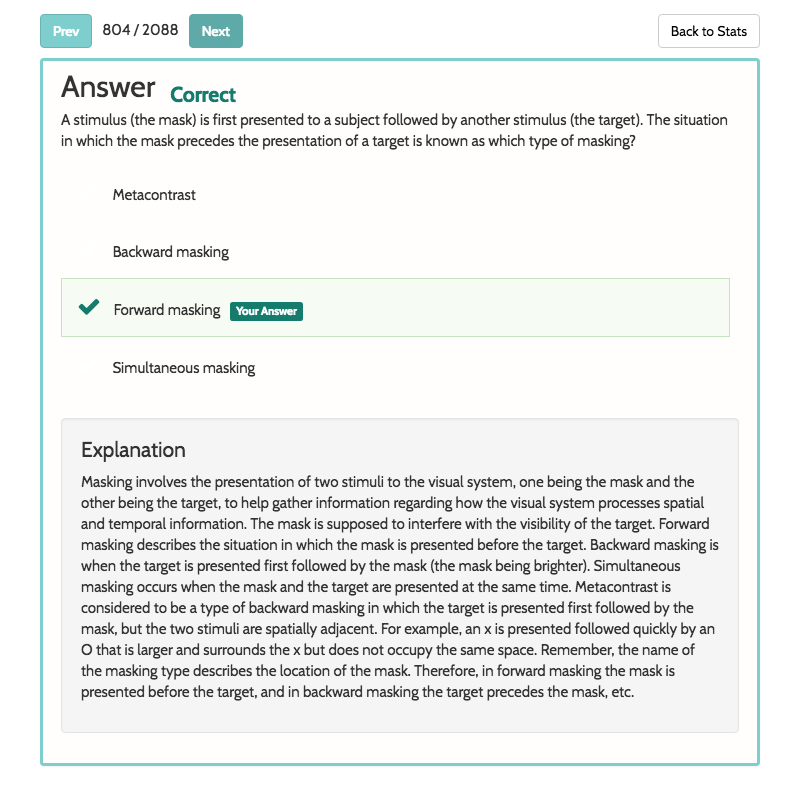 Prev 804 / 2088 Next Back to Stats
Answer Correct
A stimulus (the mask) is first presented to a subject followed by another stimulus (the target). The situation
in which the mask precedes the presentation of a target is known as which type of masking?
Metacontrast
Backward masking
Forward masking Your Answer
Simultaneous masking
Explanation
Masking involves the presentation of two stimuli to the visual system, one being the mask and the
other being the target, to help gather information regarding how the visual system processes spatial
and temporal information. The mask is supposed to interfere with the visibility of the target. Forward
masking describes the situation in which the mask is presented before the target. Backward masking is
when the target is presented first followed by the mask (the mask being brighter). Simultaneous
masking occurs when the mask and the target are presented at the same time. Metacontrast is
considered to be a type of backward masking in which the target is presented first followed by the
mask, but the two stimuli are spatially adjacent. For example, an x is presented followed quickly by an
O that is larger and surrounds the x but does not occupy the same space. Remember, the name of
the masking type describes the location of the mask. Therefore, in forward masking the mask is
presented before the target, and in backward masking the target precedes the mask, etc.